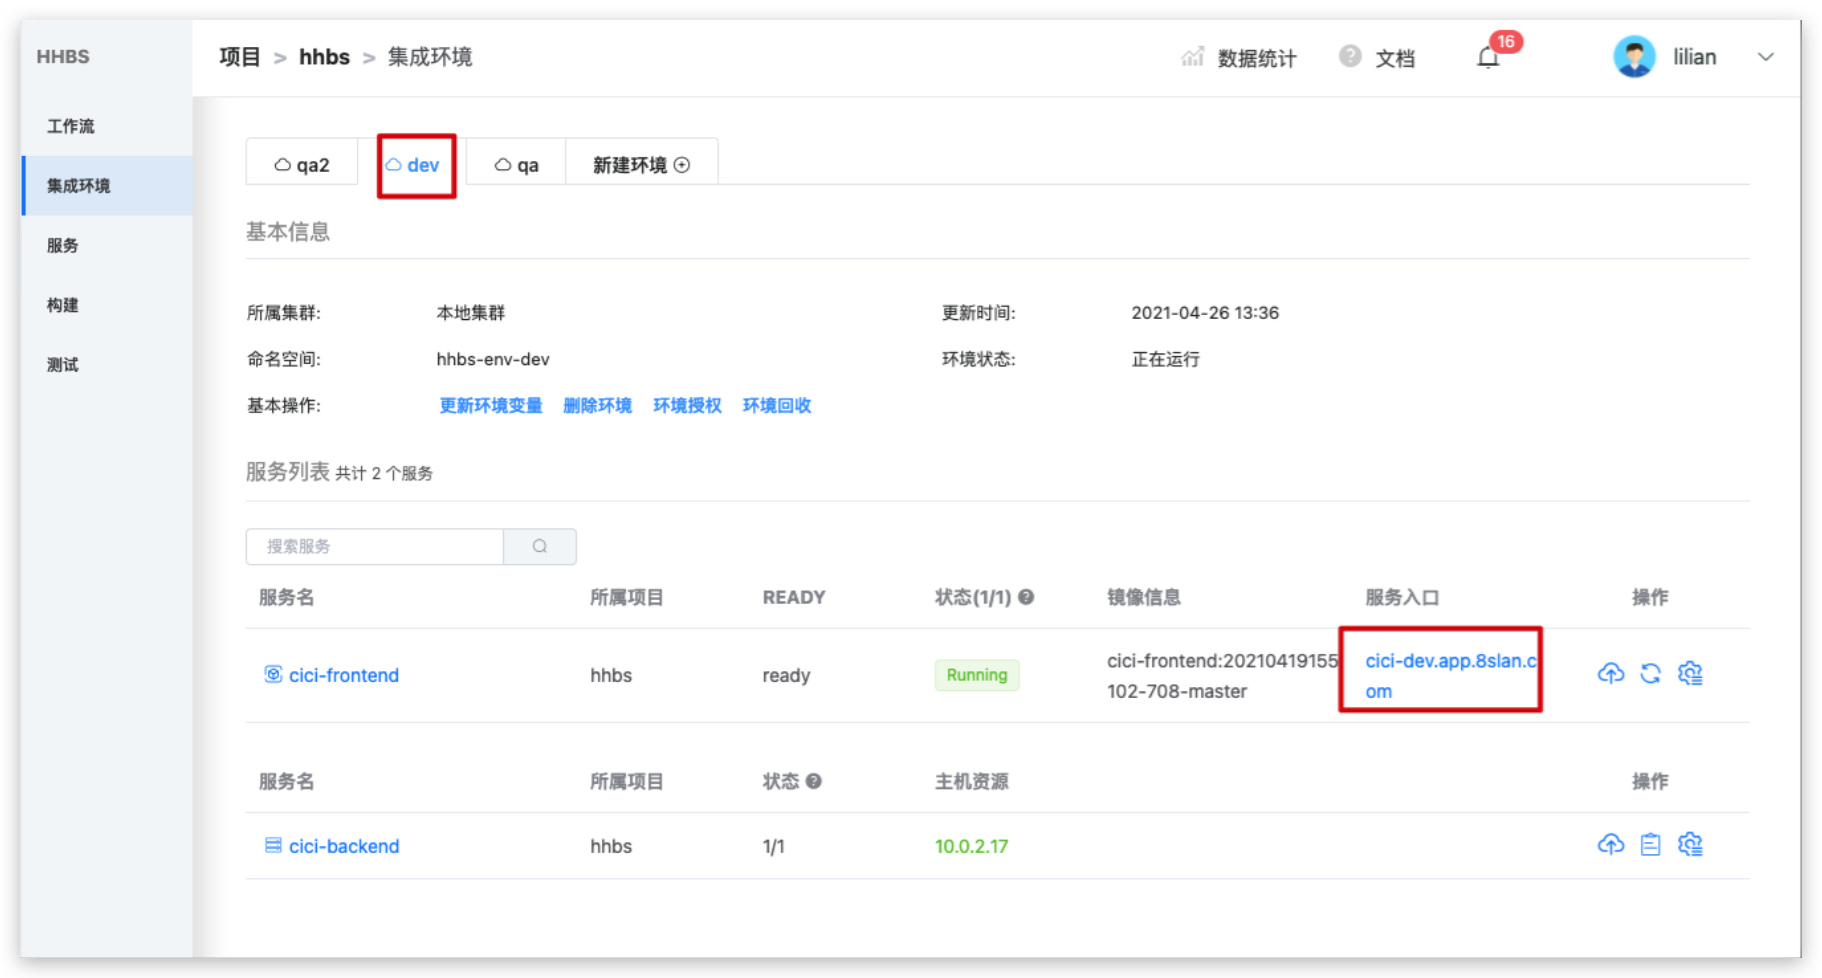 HHBS
项目 > hhbs > 集成环境
数据统计
文档
16
lilian
工作流
集成环境
服务
构建
测试
qa2
dev
qa
新建环境
基本信息
所属集群: 本地集群
更新时间: 2021-04-26 13:36
命名空间: hhbs-env-dev
环境状态: 正在运行
基本操作: 更新环境变量 删除环境 环境授权 环境回收
服务列表 共计 2 个服务
搜索服务
服务名 所属项目 READY 状态(1/1) 镜像信息 服务入口 操作
cici-frontend hhbs ready Running cici-frontend:20210419155 cici-dev.app.8slan.c
102-708-master om
服务名 所属项目 状态 主机资源 操作
cici-backend hhbs 1/1 10.0.2.17